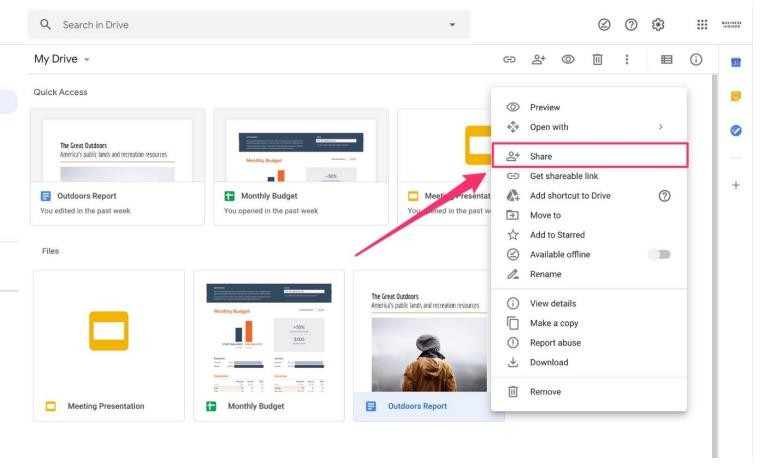 Search in Drive
BUSINESS
INSIDER
My Drive
Quick Access
The Great Outdoors
America's public lands and recreation resources
Monthly Budget
+30%
Outdoors Report
You edited in the past week
Monthly Budget
You opened in the past week
Meeting Presentat
You opened in the past w
Files
Meeting Presentation
Monthly Budget
+30%
$300
Monthly Budget
The Great Outdoors
America's public lands and recreation resources
Outdoors Report
Preview
Open with
Share
Get shareable link
Add shortcut to Drive
Move to
Add to Starred
Available offline
Rename
View details
Make a copy
Report abuse
Download
Remove
31